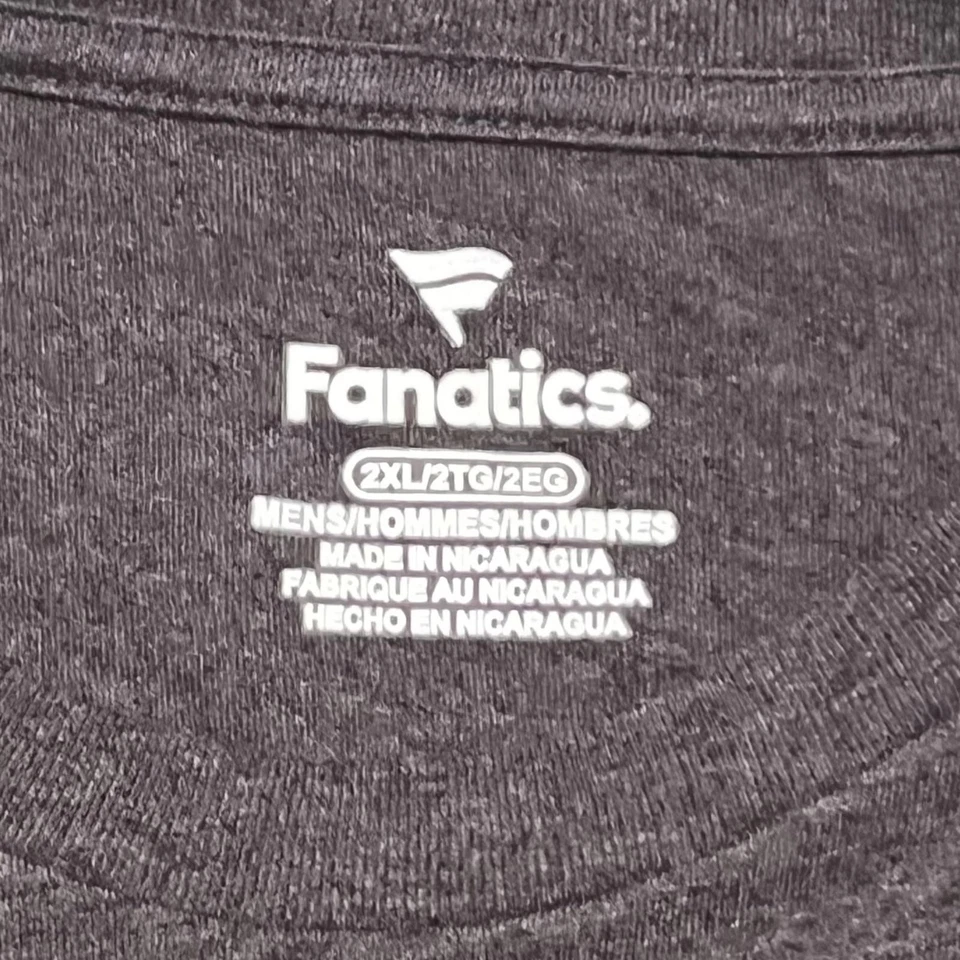 Fanatics.
2XL/2TG/2EG
MENS/HOMMES/HOMBRES
MADE IN NICARAGUA
FABRIQUE AU NICARAGUA
HECHO EN NICARAGUA